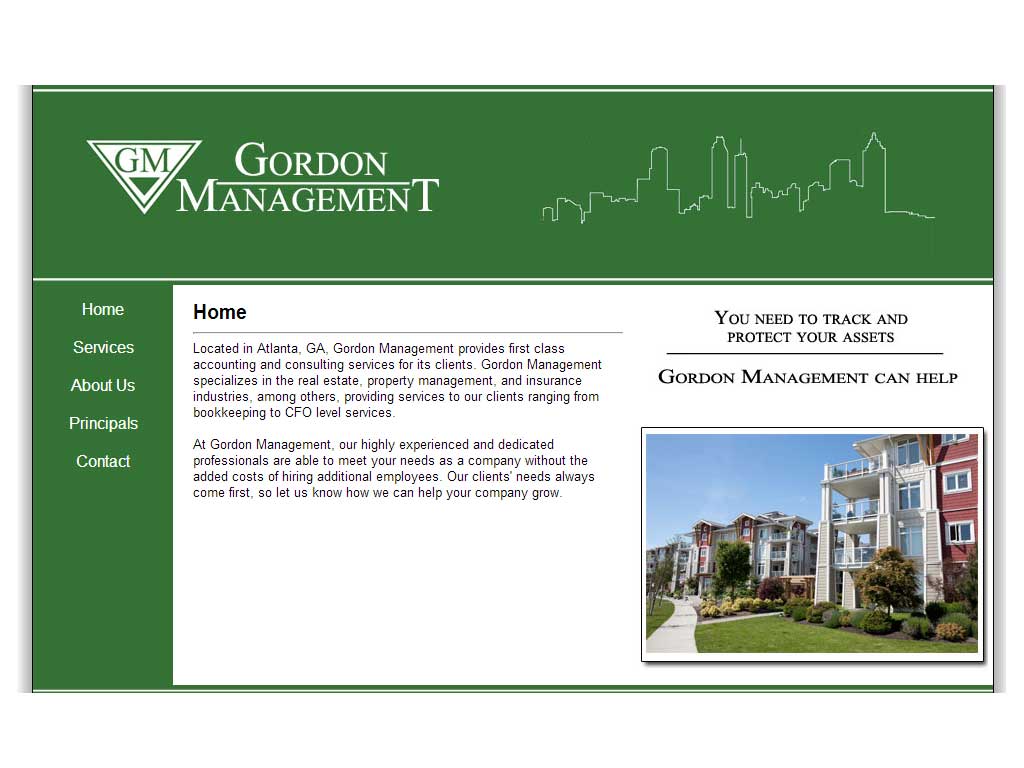 GM
GORDON
MANAGEMENT
Home
Services
About Us
Principals
Contact
Home
Located in Atlanta, GA, Gordon Management provides first class
accounting and consulting services for its clients. Gordon Management
specializes in the real estate, property management, and insurance
industries, among others, providing services to our clients ranging from
bookkeeping to CFO level services.
At Gordon Management, our highly experienced and dedicated
professionals are able to meet your needs as a company without the
added costs of hiring additional employees. Our clients' needs always
come first, so let us know how we can help your company grow.
YOU NEED TO TRACK AND
PROTECT YOUR ASSETS
GORDON MANAGEMENT CAN HELP